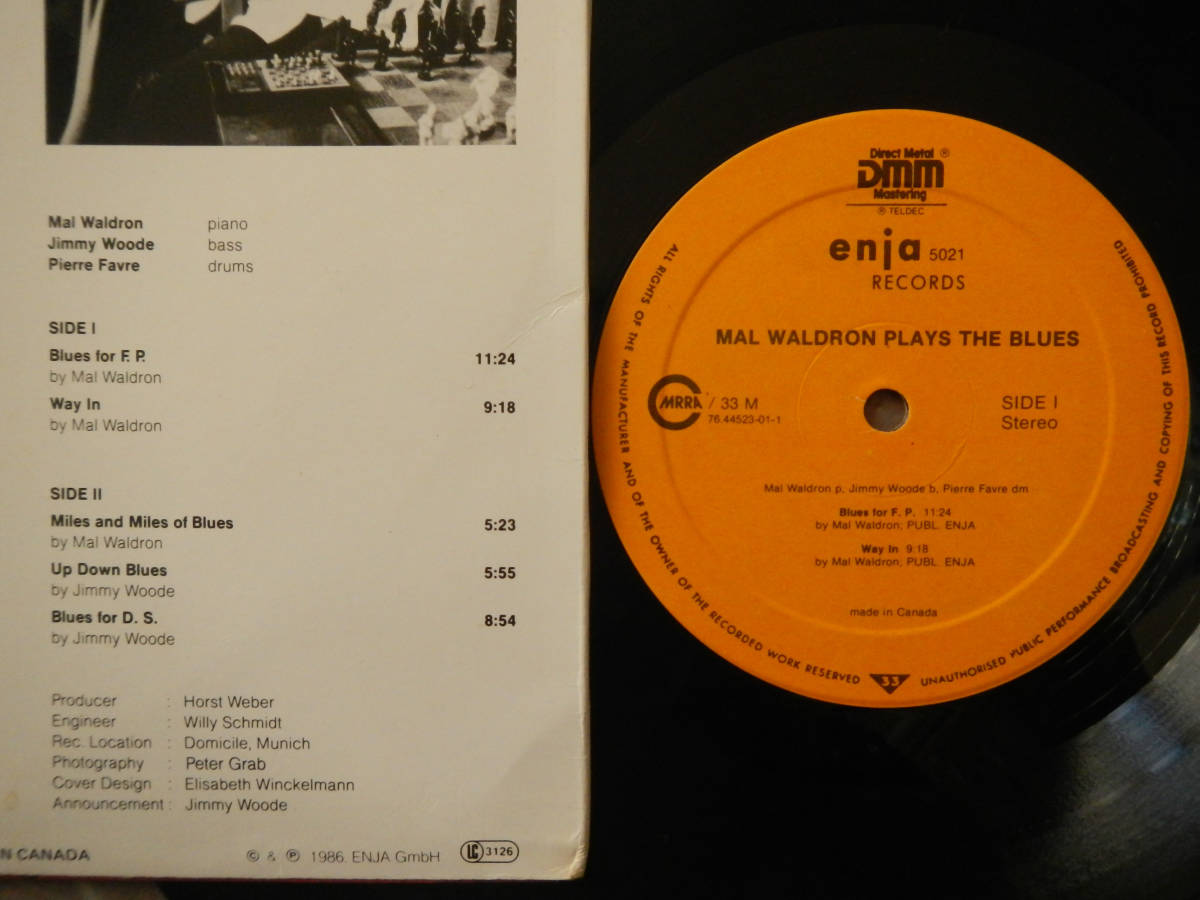 Mal Waldron piano
Jimmy Woode bass
Pierre Favre drums
SIDE I
Blues for F. P. 11:24
by Mal Waldron
Way In 9:18
by Mal Waldron
SIDE II
Miles and Miles of Blues 5:23
by Mal Waldron
Up Down Blues 5:55
by Jimmy Woode
Blues for D. S. 8:54
by Jimmy Woode
Producer : Horst Weber
Engineer : Willy Schmidt
Rec. Location : Domicile, Munich
Photography : Peter Grab
Cover Design : Elisabeth Winckelmann
Announcement : Jimmy Woode
N CANADA © & ℗ 1986 ENJA GmbH LC 3126
Direct Metal ®
DMM
Mastering
® TELDEC
enja 5021
RECORDS
MAL WALDRON PLAYS THE BLUES
CMRRA / 33 M
76.44523-01-1
SIDE I
Stereo
Mal Waldron p, Jimmy Woode b, Pierre Favre dm
Blues for F. P. 11:24
by Mal Waldron; PUBL. ENJA
Way In 9:18
by Mal Waldron; PUBL. ENJA
made in Canada
ALL RIGHTS OF THE MANUFACTURER AND OF THE OWNER OF THE RECORDED WORK RESERVED 33 UNAUTHORISED PUBLIC PERFORMANCE BROADCASTING AND COPYING OF THIS RECORD PROHIBITED